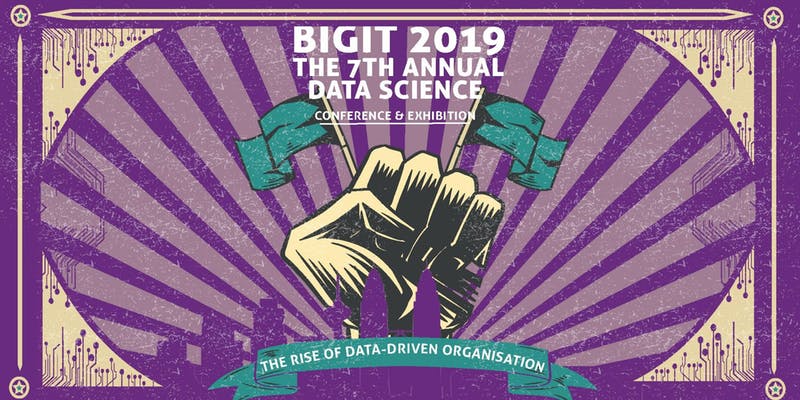 BIGIT 2019
THE 7TH ANNUAL
DATA SCIENCE
CONFERENCE & EXHIBITION
THE RISE OF DATA-DRIVEN ORGANISATION